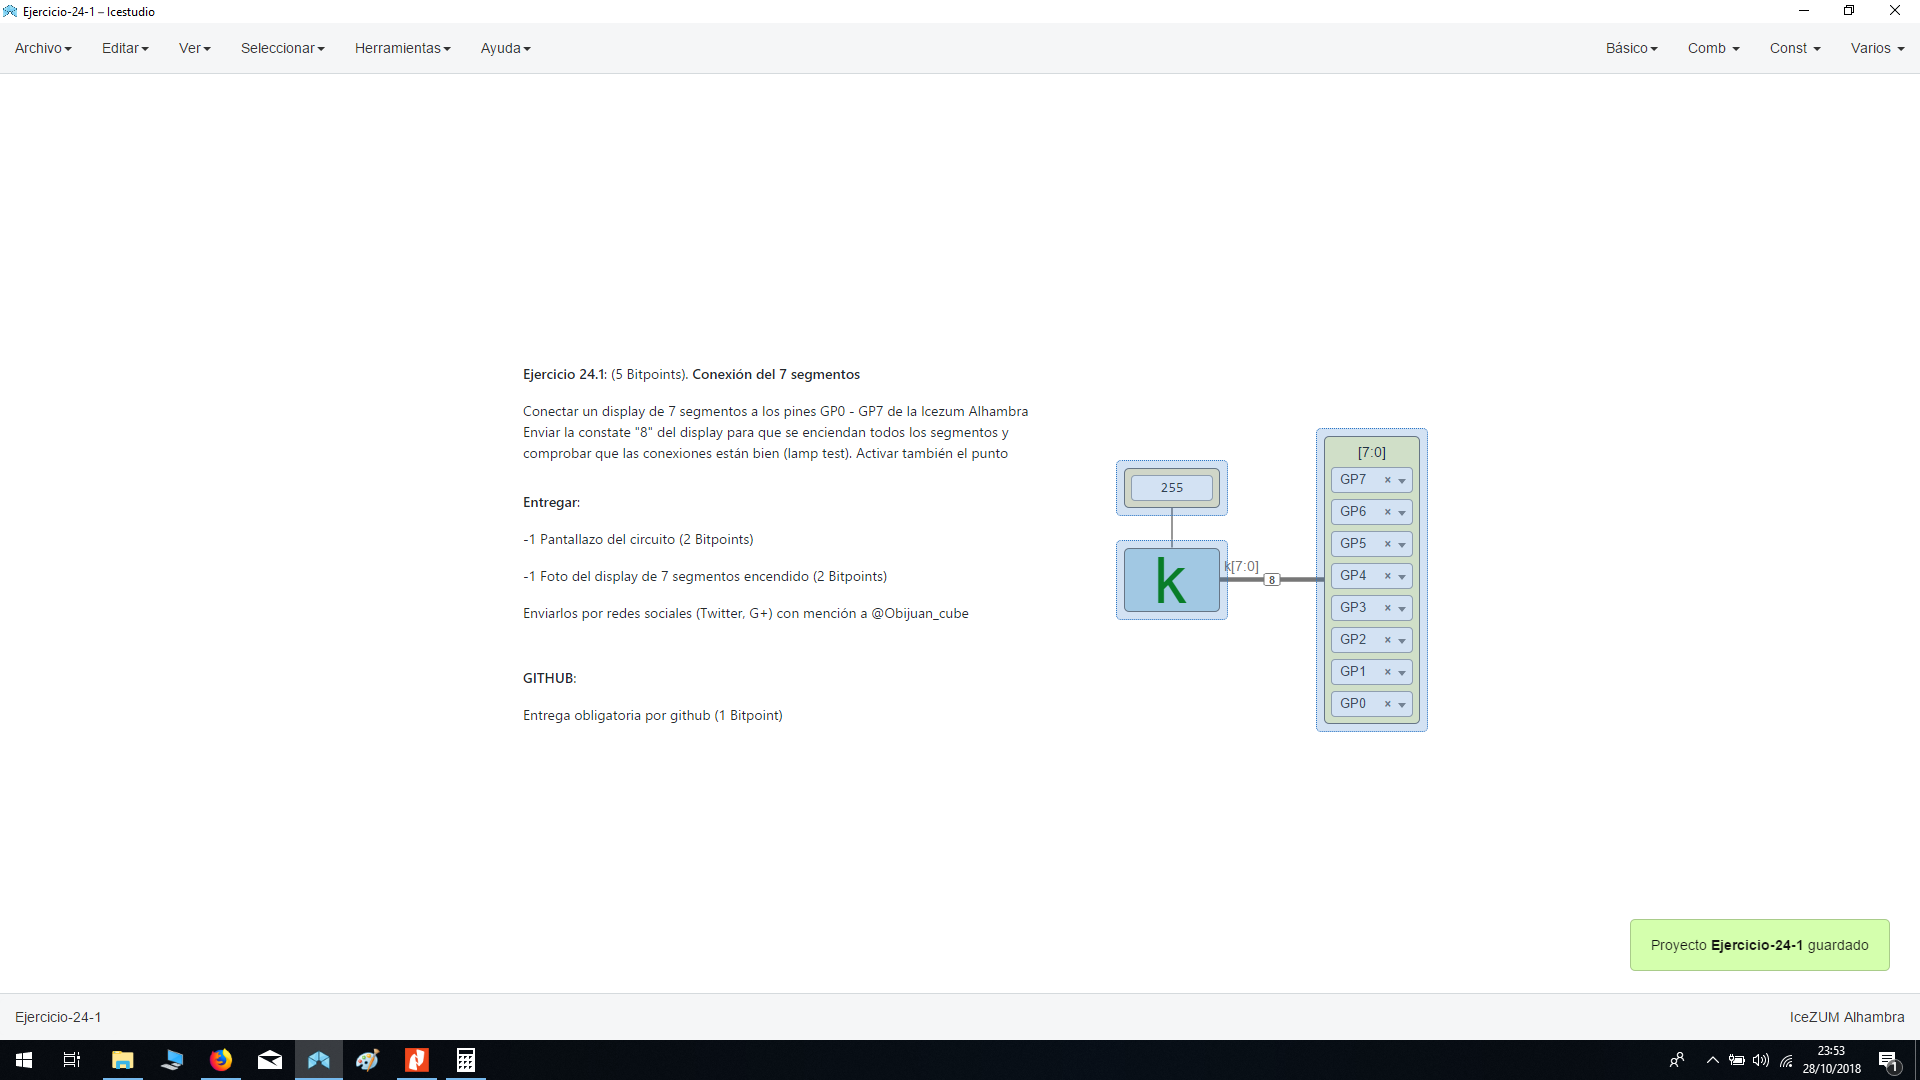 Ejercicio-24-1 – Icestudio
Archivo Editar Ver Seleccionar Herramientas Ayuda Básico Comb Const Varios
Ejercicio 24.1: (5 Bitpoints). Conexión del 7 segmentos
Conectar un display de 7 segmentos a los pines GP0 - GP7 de la Icezum Alhambra
Enviar la constate "8" del display para que se enciendan todos los segmentos y
comprobar que las conexiones están bien (lamp test). Activar también el punto
Entregar:
-1 Pantallazo del circuito (2 Bitpoints)
-1 Foto del display de 7 segmentos encendido (2 Bitpoints)
Enviarlos por redes sociales (Twitter, G+) con mención a @Obijuan_cube
GITHUB:
Entrega obligatoria por github (1 Bitpoint)
255
k
k[7:0]
8
[7:0]
GP7 ×
GP6 ×
GP5 ×
GP4 ×
GP3 ×
GP2 ×
GP1 ×
GP0 ×
Proyecto Ejercicio-24-1 guardado
Ejercicio-24-1 IceZUM Alhambra
23:53
28/10/2018
1